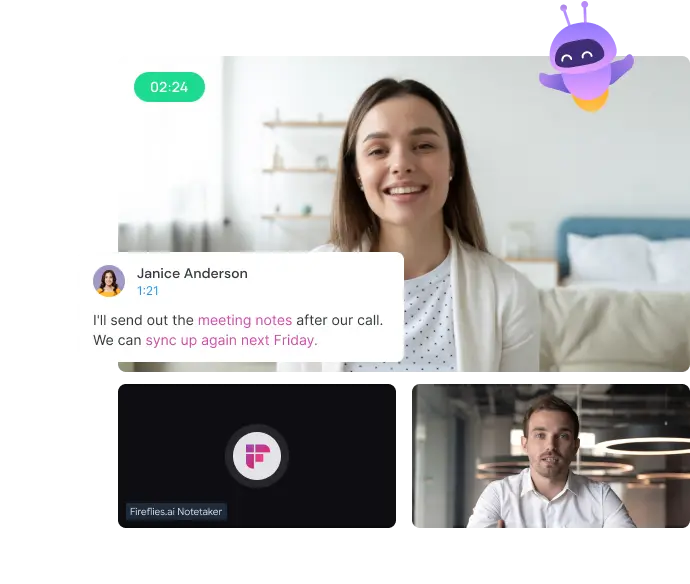 02:24
Janice Anderson
1:21
I'll send out the meeting notes after our call.
We can sync up again next Friday.
Fireflies.ai Notetaker